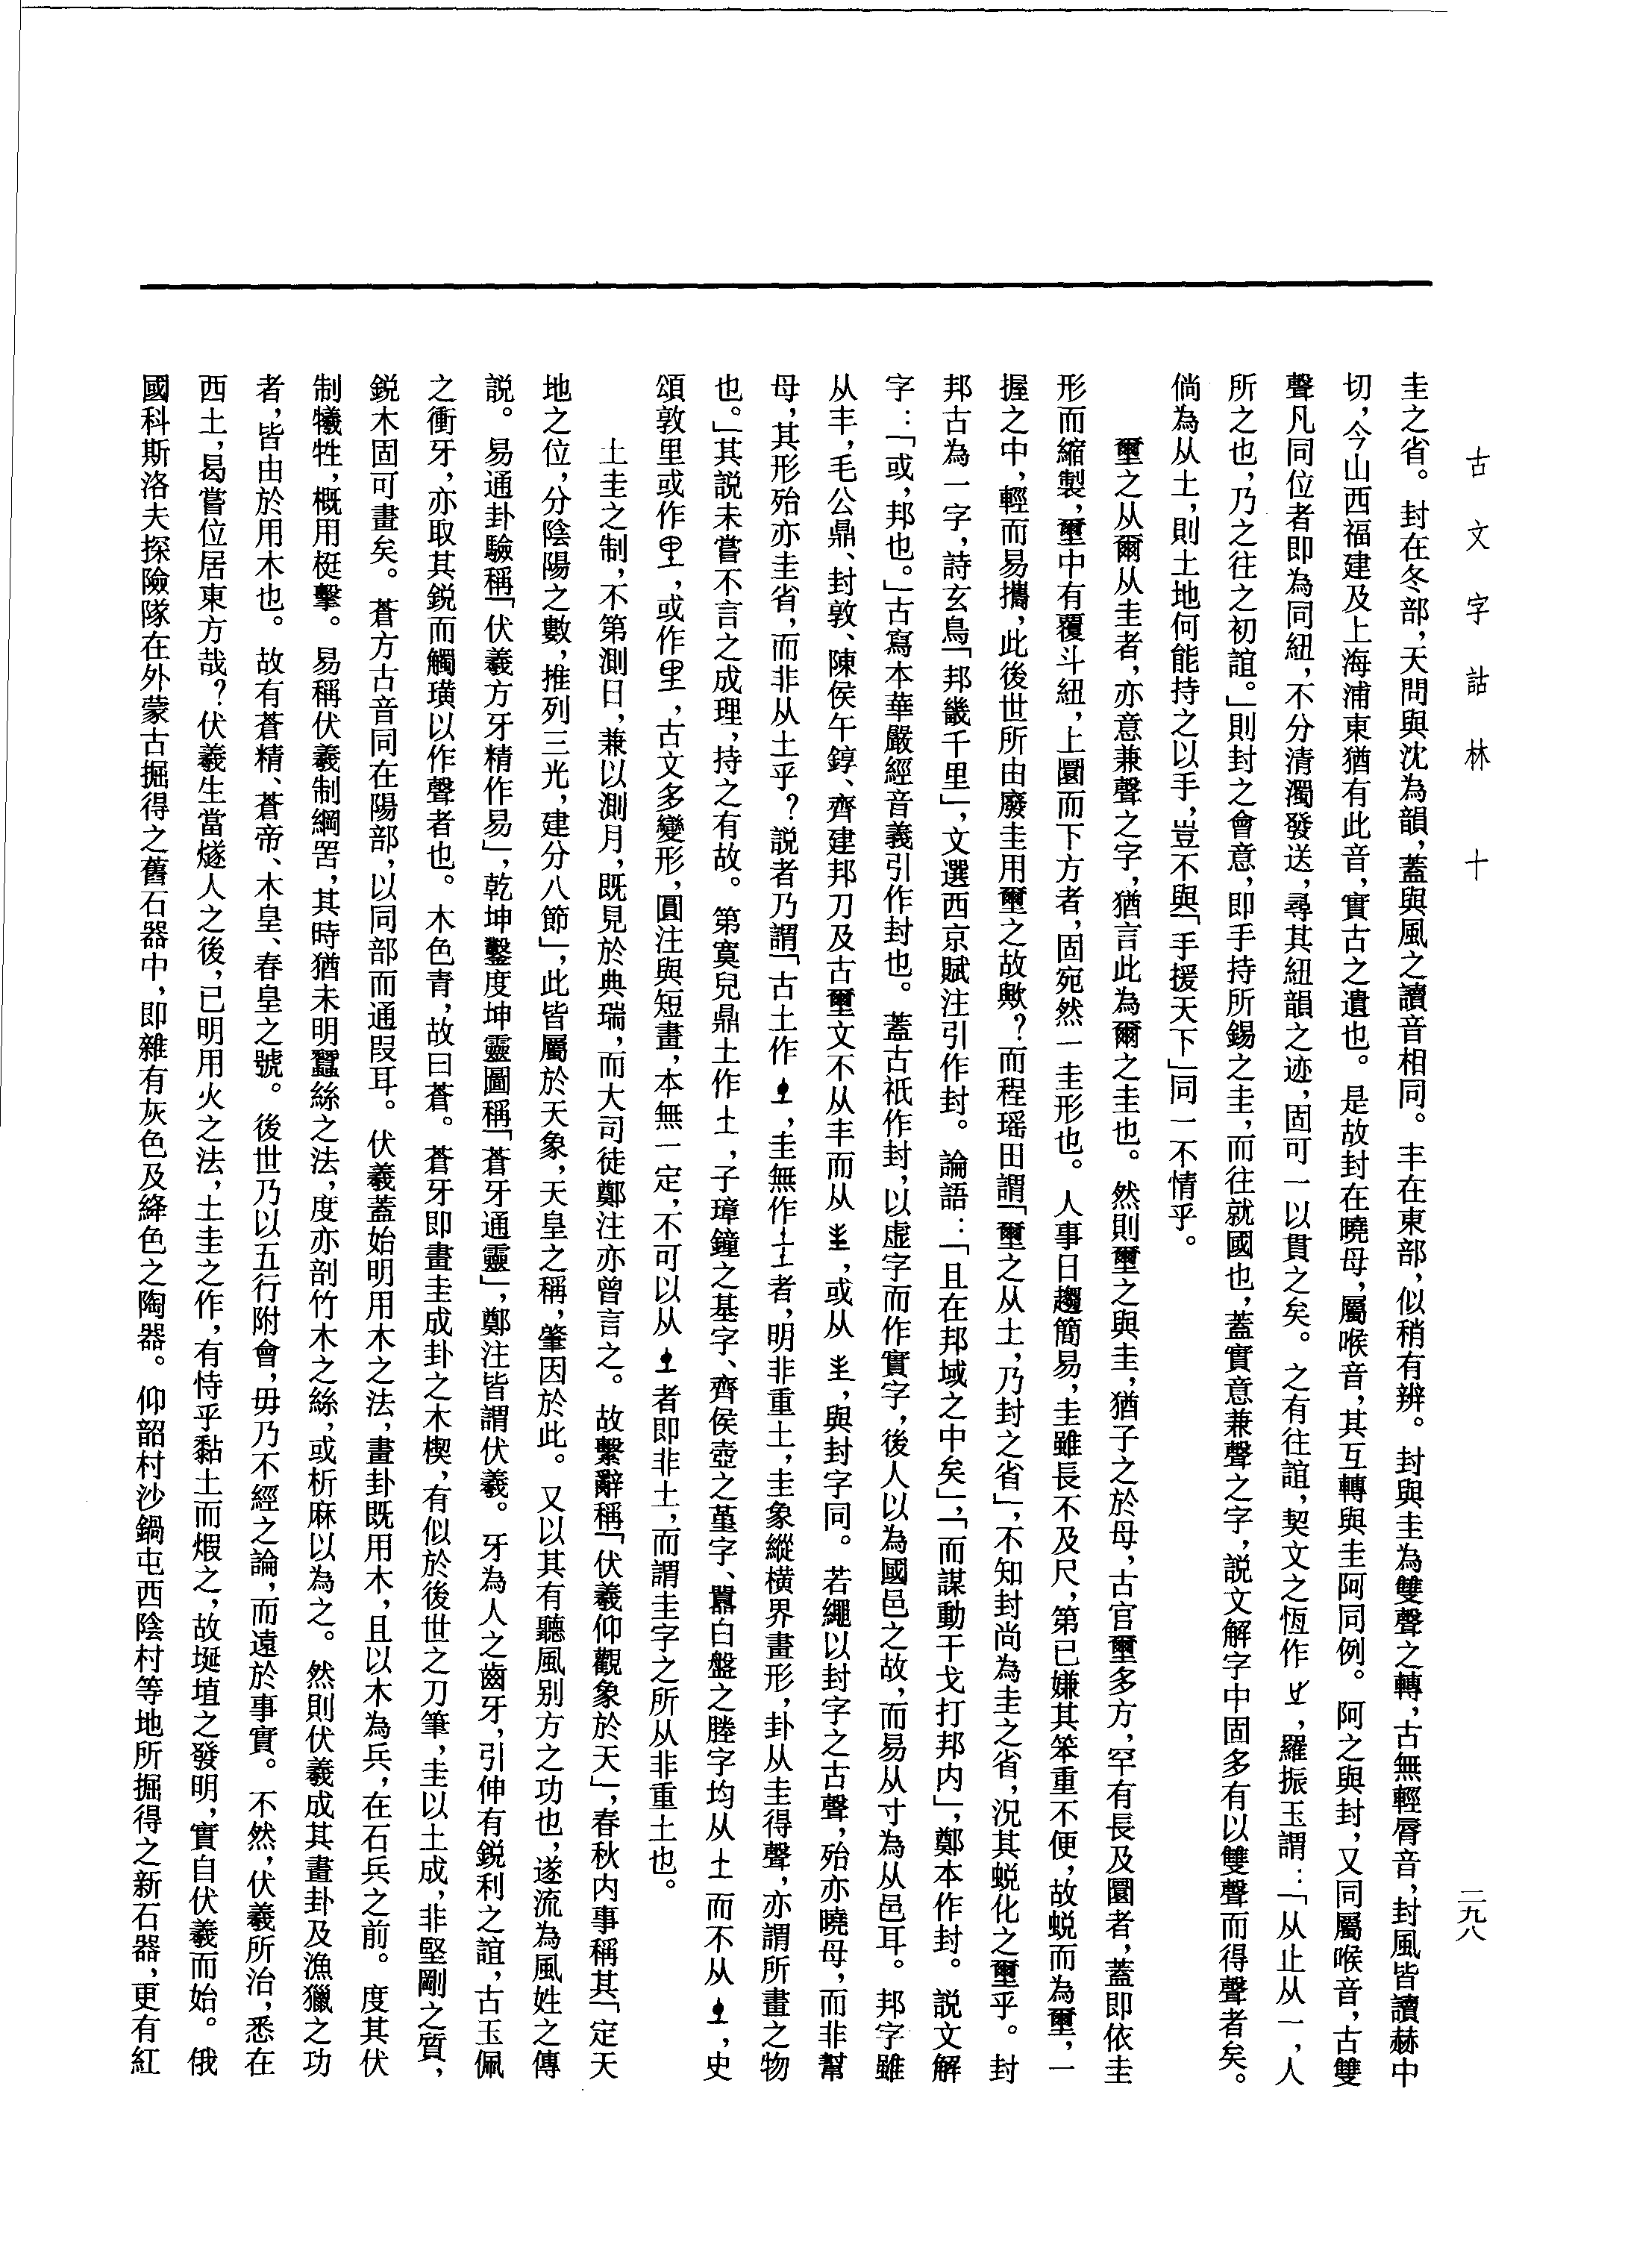 古文字詁林 十
二九八
圭之省。封在冬部，天問與沈為韻，蓋與風之讀音相同。丰在東部，似稍有辨。封與圭為雙聲之轉，古無輕脣音，封風皆讀赫中
切，今山西福建及上海浦東猶有此音，實古之遺也。是故封在曉母，屬喉音，其互轉與圭阿同例。阿之與封，又同屬喉音，古雙
聲凡同位者即為同紐，不分清濁發送，尋其紐韻之迹，固可一以貫之矣。之有往誼，契文之恆作，羅振玉謂：「从止从一，人
所之也，乃之往之初誼。」則封之會意，即手持所錫之圭，而往就國也，蓋實意兼聲之字，説文解字中固多有以雙聲而得聲者矣。
倘為从土，則土地何能持之以手，豈不與「手援天下」同一不情乎。
璽之从爾从圭者，亦意兼聲之字，猶言此為爾之圭也。然則璽之與圭，猶子之於母，古官璽多方，罕有長及圜者，蓋即依圭
形而縮製，璽中有覆斗紐，上圜而下方者，固宛然一圭形也。人事日趨簡易，圭雖長不及尺，第已嫌其笨重不便，故蜕而為璽，一
握之中，輕而易攜，此後世所由廢圭用璽之故歟？而程瑶田謂「璽之从土，乃封之省」，不知封尚為圭之省，況其蜕化之璽乎。封
邦古為一字，詩玄鳥「邦畿千里」，文選西京賦注引作封。論語：「且在邦域之中矣」，「而謀動干戈打邦内」，鄭本作封。説文解
字：「或，邦也。」古寫本華嚴經音義引作封也。蓋古祇作封，以虚字而作實字，後人以為國邑之故，而易从寸為从邑耳。邦字雖
从丰，毛公鼎、封敦、陳侯午錞、齊建邦刀及古璽文不从丰而从，或从，與封字同。若繩以封字之古聲，殆亦曉母，而非幫
母，其形殆亦圭省，而非从土乎？説者乃謂「古土作，圭無作者，明非重土，圭象縱横界畫形，卦从圭得聲，亦謂所畫之物
也。」其説未嘗不言之成理，持之有故。第寡兒鼎土作土，子璋鐘之基字、齊侯壺之堇字、嚣白盤之塍字均从土而不从，史
頌敦里或作，或作，古文多變形，圓注與短畫，本無一定，不可以从者即非土，而謂圭字之所从非重土也。
土圭之制，不第測日，兼以測月，既見於典瑞，而大司徒鄭注亦曾言之。故繫辭稱「伏羲仰觀象於天」，春秋内事稱其「定天
地之位，分陰陽之數，推列三光，建分八節」，此皆屬於天象，天皇之稱，肇因於此。又以其有聽風别方之功也，遂流為風姓之傳
説。易通卦驗稱「伏羲方牙精作易」，乾坤鑿度坤靈圖稱「蒼牙通靈」，鄭注皆謂伏羲。牙為人之齒牙，引伸有鋭利之誼，古玉佩
之衝牙，亦取其鋭而觸璜以作聲者也。木色青，故曰蒼。蒼牙即畫圭成卦之木楔，有似於後世之刀筆，圭以土成，非堅剛之質，
鋭木固可畫矣。蒼方古音同在陽部，以同部而通叚耳。伏羲蓋始明用木之法，畫卦既用木，且以木為兵，在石兵之前。度其伏
制犧牲，概用梃擊。易稱伏羲制綱罟，其時猶未明蠶絲之法，度亦剖竹木之絲，或析麻以為之。然則伏羲成其畫卦及漁獵之功
者，皆由於用木也。故有蒼精、蒼帝、木皇、春皇之號。後世乃以五行附會，毋乃不經之論，而遠於事實。不然，伏羲所治，悉在
西土，曷嘗位居東方哉？伏羲生當燧人之後，已明用火之法，土圭之作，有恃乎黏土而煅之，故埏埴之發明，實自伏羲而始。俄
國科斯洛夫探險隊在外蒙古掘得之舊石器中，即雜有灰色及絳色之陶器。仰韶村沙鍋屯西陰村等地所掘得之新石器，更有紅